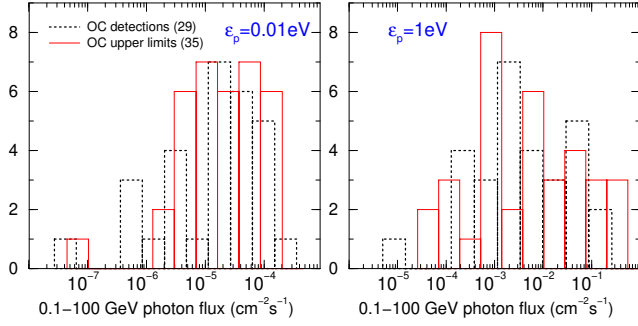 OC detections (29)
OC upper limits (35)
εₚ=0.01eV
εₚ=1eV
8
6
4
2
0
8
6
4
2
0
10⁻⁷ 10⁻⁶ 10⁻⁵ 10⁻⁴
10⁻⁵ 10⁻⁴ 10⁻³ 10⁻² 10⁻¹
0.1−100 GeV photon flux (cm⁻²s⁻¹)
0.1−100 GeV photon flux (cm⁻²s⁻¹)